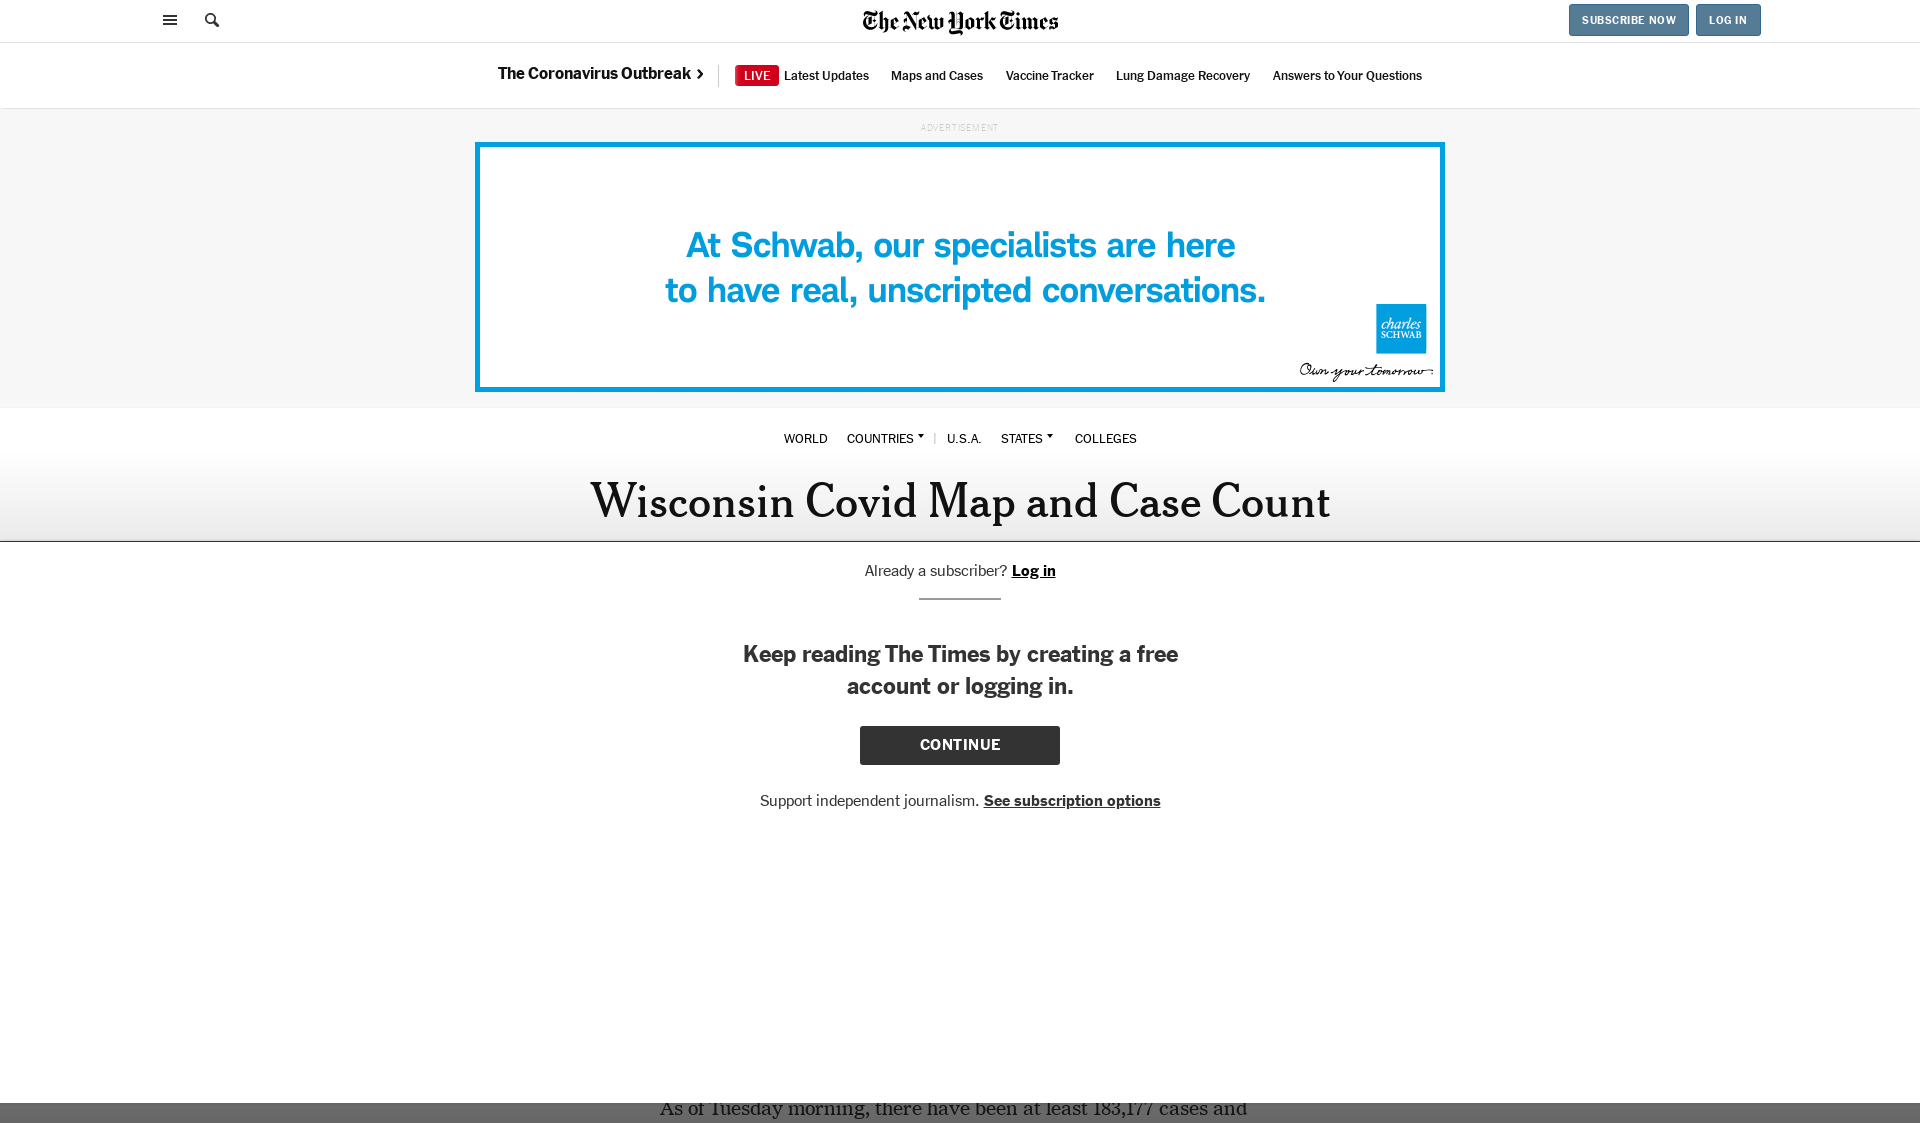 The New York Times
SUBSCRIBE NOW
LOG IN
The Coronavirus Outbreak
LIVE Latest Updates
Maps and Cases
Vaccine Tracker
Lung Damage Recovery
Answers to Your Questions
ADVERTISEMENT
At Schwab, our specialists are here
to have real, unscripted conversations.
charles
SCHWAB
Own your tomorrow
WORLD COUNTRIES | U.S.A. STATES COLLEGES
Wisconsin Covid Map and Case Count
Already a subscriber? Log in
Keep reading The Times by creating a free
account or logging in.
CONTINUE
Support independent journalism. See subscription options
As of Tuesday morning, there have been at least 183,177 cases and